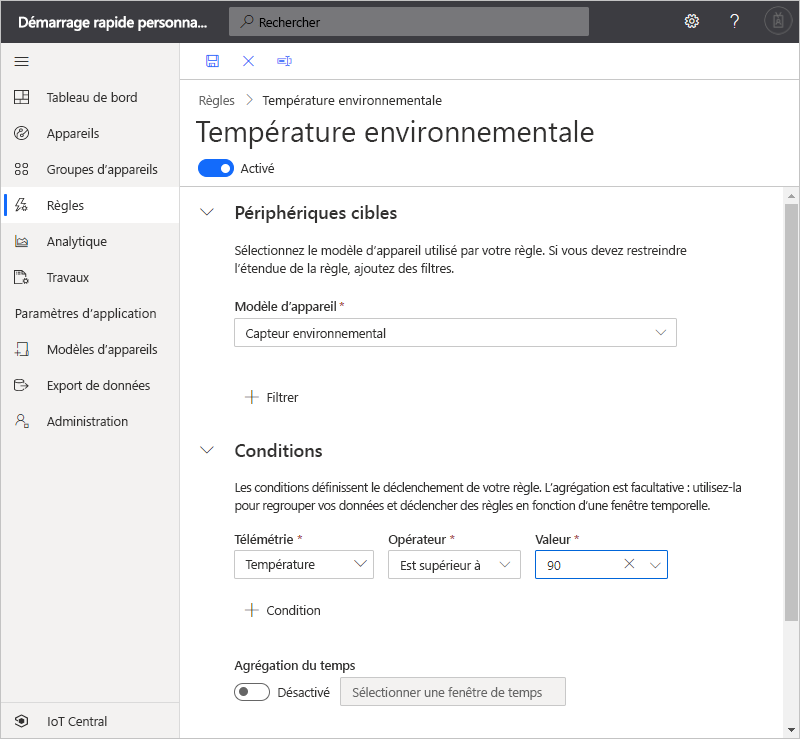 Démarrage rapide personna...
Rechercher
?
Tableau de bord
Appareils
Groupes d’appareils
Règles
Analytique
Travaux
Paramètres d’application
Modèles d’appareils
Export de données
Administration
IoT Central
Règles > Température environnementale
Température environnementale
Activé
Périphériques cibles
Sélectionnez le modèle d’appareil utilisé par votre règle. Si vous devez restreindre
l’étendue de la règle, ajoutez des filtres.
Modèle d’appareil *
Capteur environnemental
Filtrer
Conditions
Les conditions définissent le déclenchement de votre règle. L’agrégation est facultative : utilisez-la
pour regrouper vos données et déclencher des règles en fonction d’une fenêtre temporelle.
Télémétrie * Opérateur * Valeur *
Température Est supérieur à 90
Condition
Agrégation du temps
Désactivé Sélectionner une fenêtre de temps